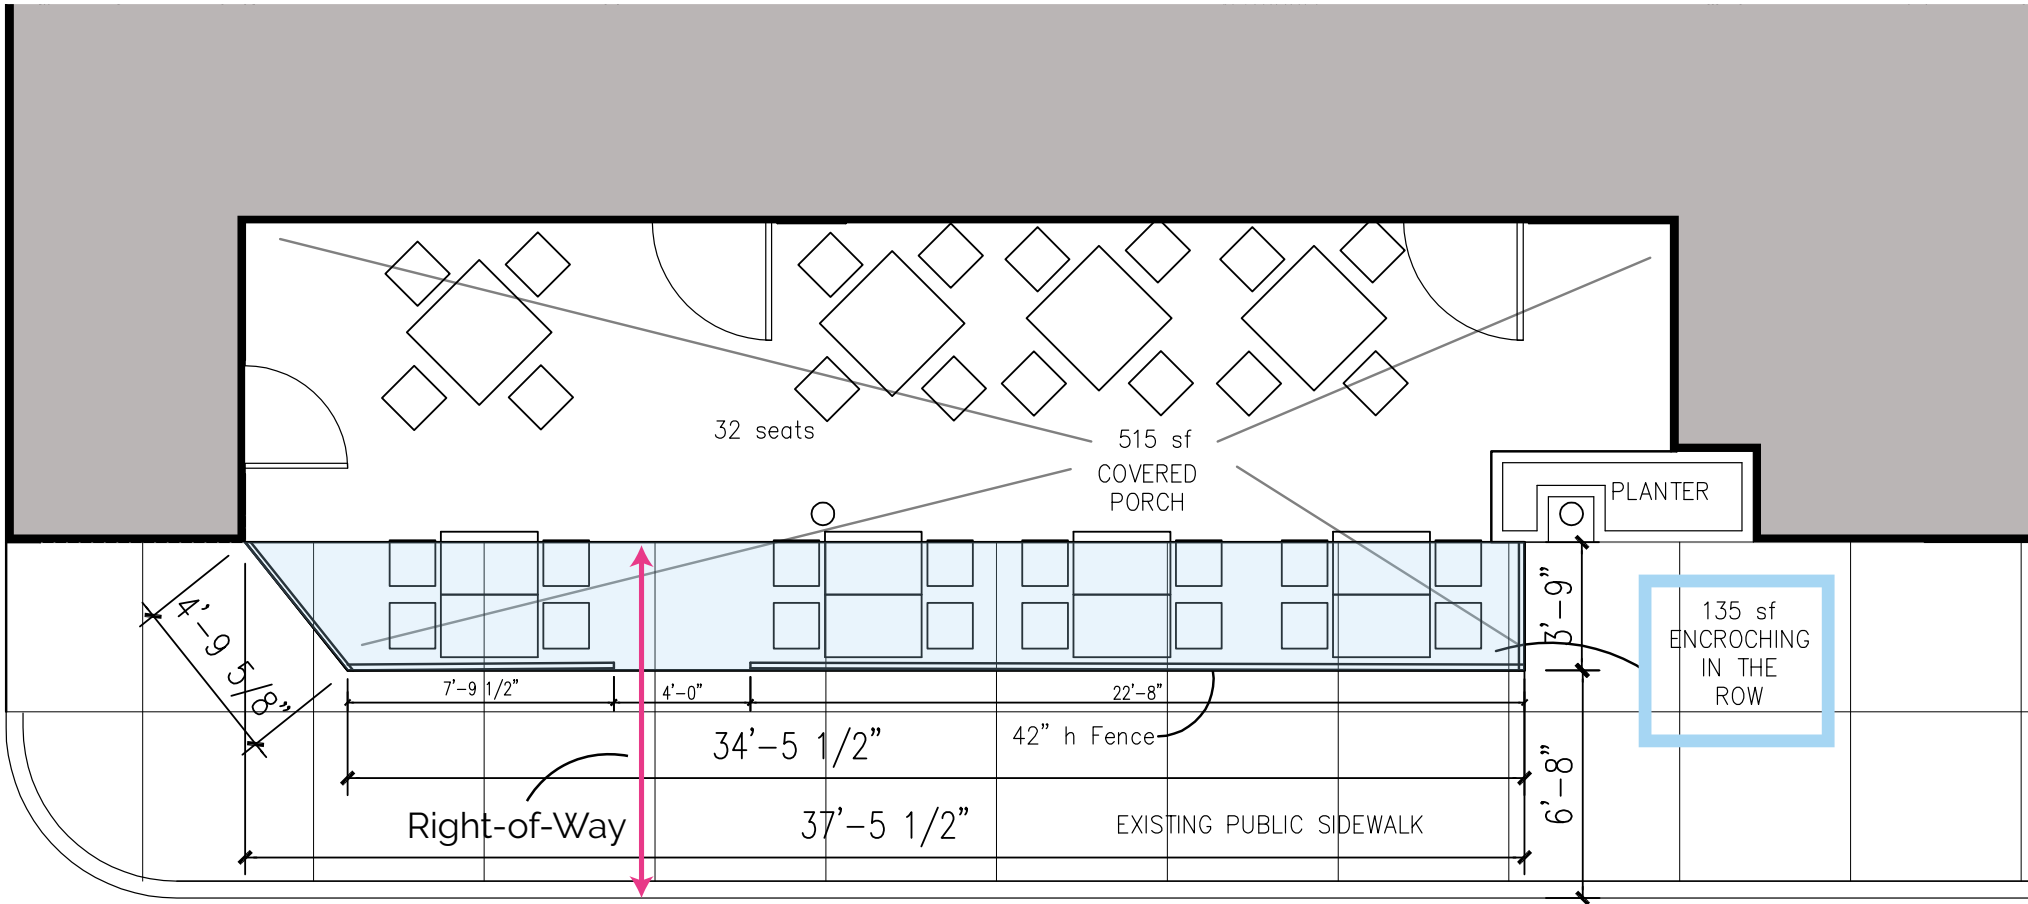 32 seats
515 sf
COVERED
PORCH
PLANTER
4'-9 5/8"
3'-9"
135 sf
ENCROCHING
IN THE
ROW
7'-9 1/2"
4'-0"
22'-8"
34'-5 1/2"
42" h Fence
6'-8"
Right-of-Way
37'-5 1/2"
EXISTING PUBLIC SIDEWALK